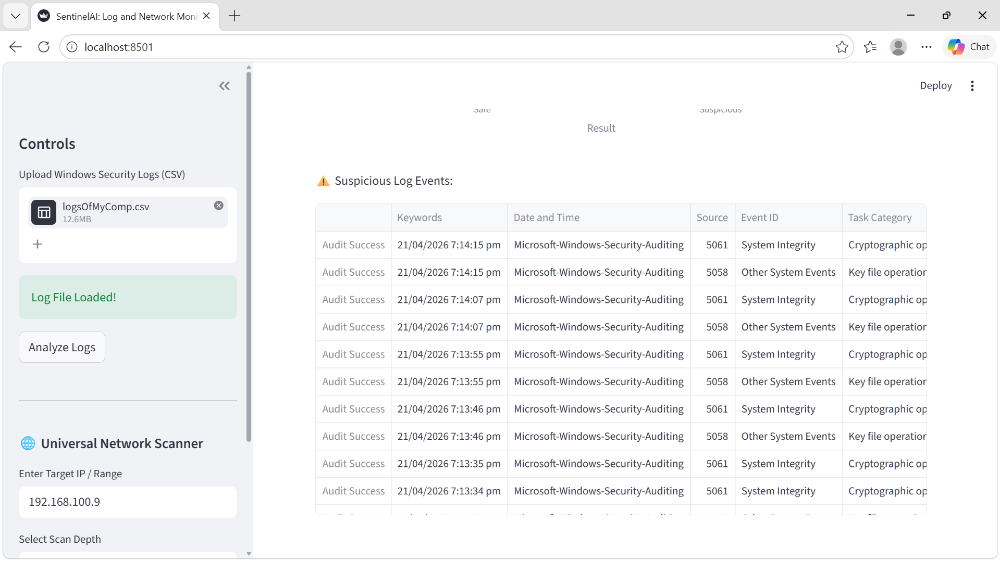 SentinelAI: Log and Network Moni
localhost:8501
Chat
Deploy
Safe
Suspicious
Result
Controls
Upload Windows Security Logs (CSV)
logsOfMyComp.csv
12.6MB
Log File Loaded!
Analyze Logs
Universal Network Scanner
Enter Target IP / Range
192.168.100.9
Select Scan Depth
Suspicious Log Events:
Keywords Date and Time Source Event ID Task Category
Audit Success 21/04/2026 7:14:15 pm Microsoft-Windows-Security-Auditing 5061 System Integrity Cryptographic op
Audit Success 21/04/2026 7:14:15 pm Microsoft-Windows-Security-Auditing 5058 Other System Events Key file operation
Audit Success 21/04/2026 7:14:07 pm Microsoft-Windows-Security-Auditing 5061 System Integrity Cryptographic op
Audit Success 21/04/2026 7:14:07 pm Microsoft-Windows-Security-Auditing 5058 Other System Events Key file operation
Audit Success 21/04/2026 7:13:55 pm Microsoft-Windows-Security-Auditing 5061 System Integrity Cryptographic op
Audit Success 21/04/2026 7:13:55 pm Microsoft-Windows-Security-Auditing 5058 Other System Events Key file operation
Audit Success 21/04/2026 7:13:46 pm Microsoft-Windows-Security-Auditing 5061 System Integrity Cryptographic op
Audit Success 21/04/2026 7:13:46 pm Microsoft-Windows-Security-Auditing 5058 Other System Events Key file operation
Audit Success 21/04/2026 7:13:35 pm Microsoft-Windows-Security-Auditing 5061 System Integrity Cryptographic op
Audit Success 21/04/2026 7:13:34 pm Microsoft-Windows-Security-Auditing 5061 System Integrity Cryptographic op